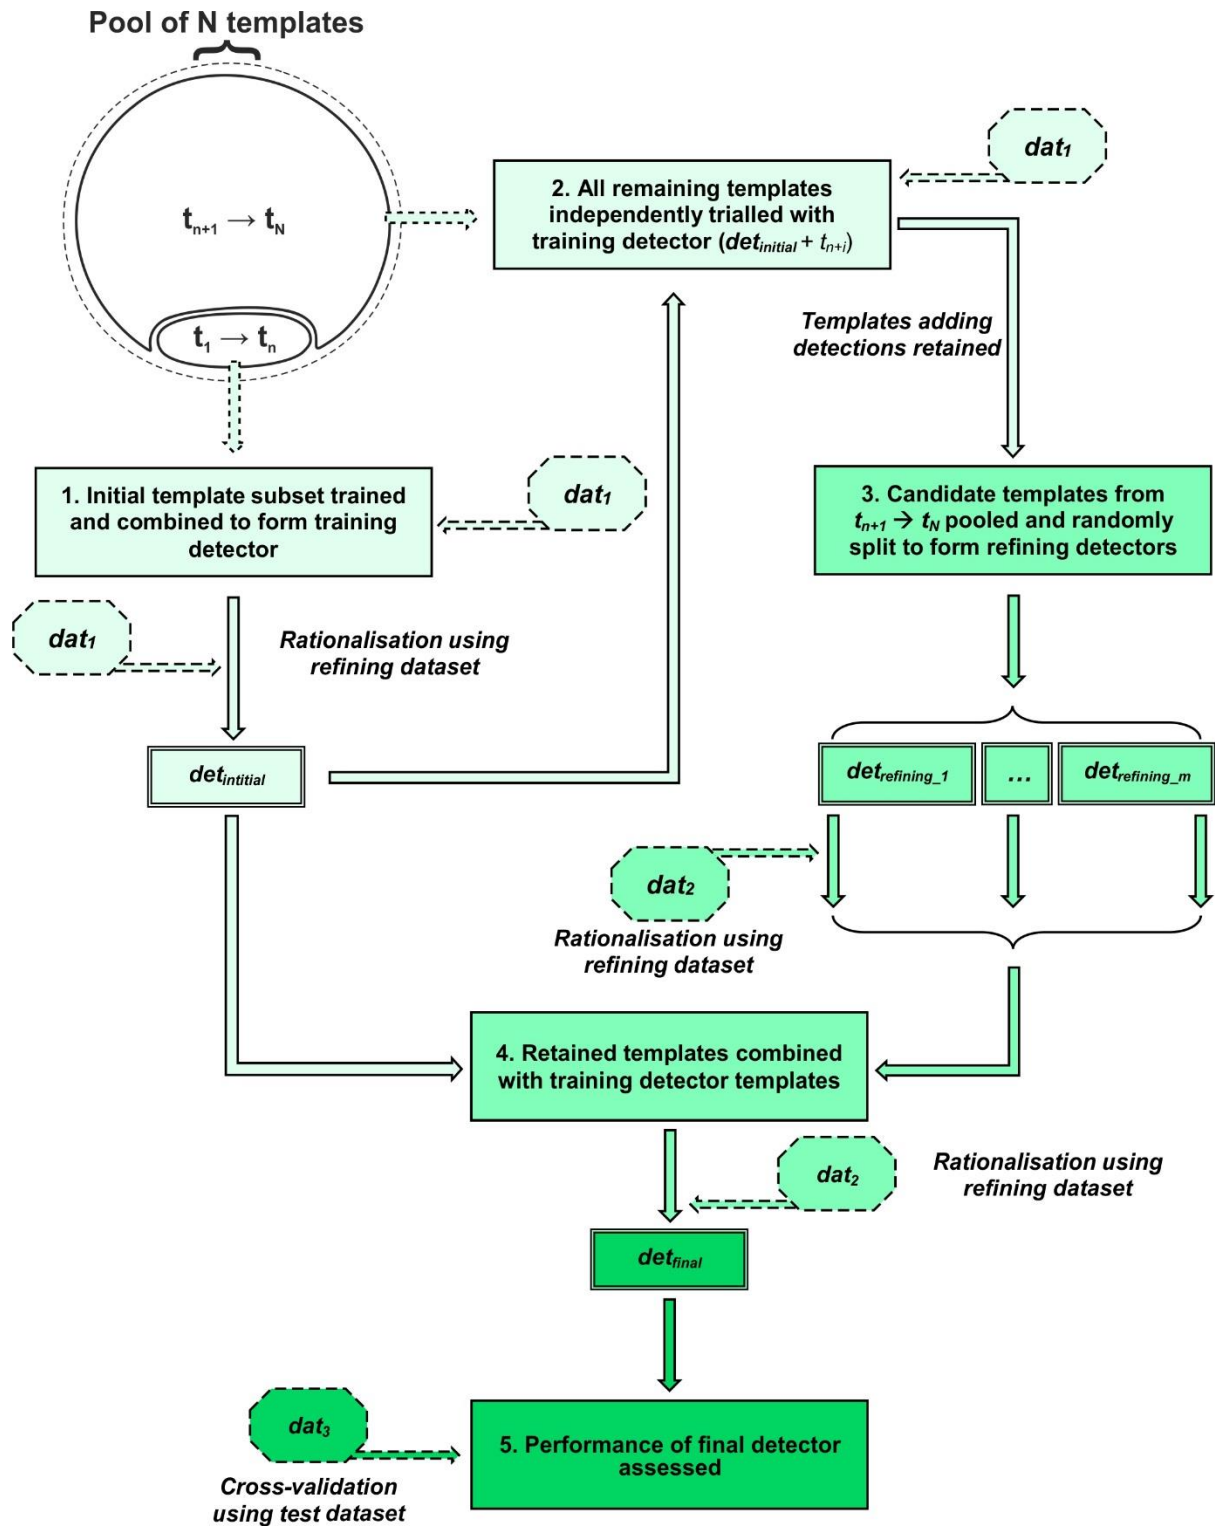 Pool of N templates
tn+1 → tN
t1 → tn
dat1
2. All remaining templates
independently trialled with
training detector (detinitial + tn+i)
Templates adding
detections retained
1. Initial template subset trained
and combined to form training
detector
dat1
3. Candidate templates from
tn+1 → tN pooled and randomly
split to form refining detectors
dat1
Rationalisation using
refining dataset
detintitial
detrefining_1
...
detrefining_m
dat2
Rationalisation using
refining dataset
4. Retained templates combined
with training detector templates
dat2
Rationalisation using
refining dataset
detfinal
dat3
Cross-validation
using test dataset
5. Performance of final detector
assessed